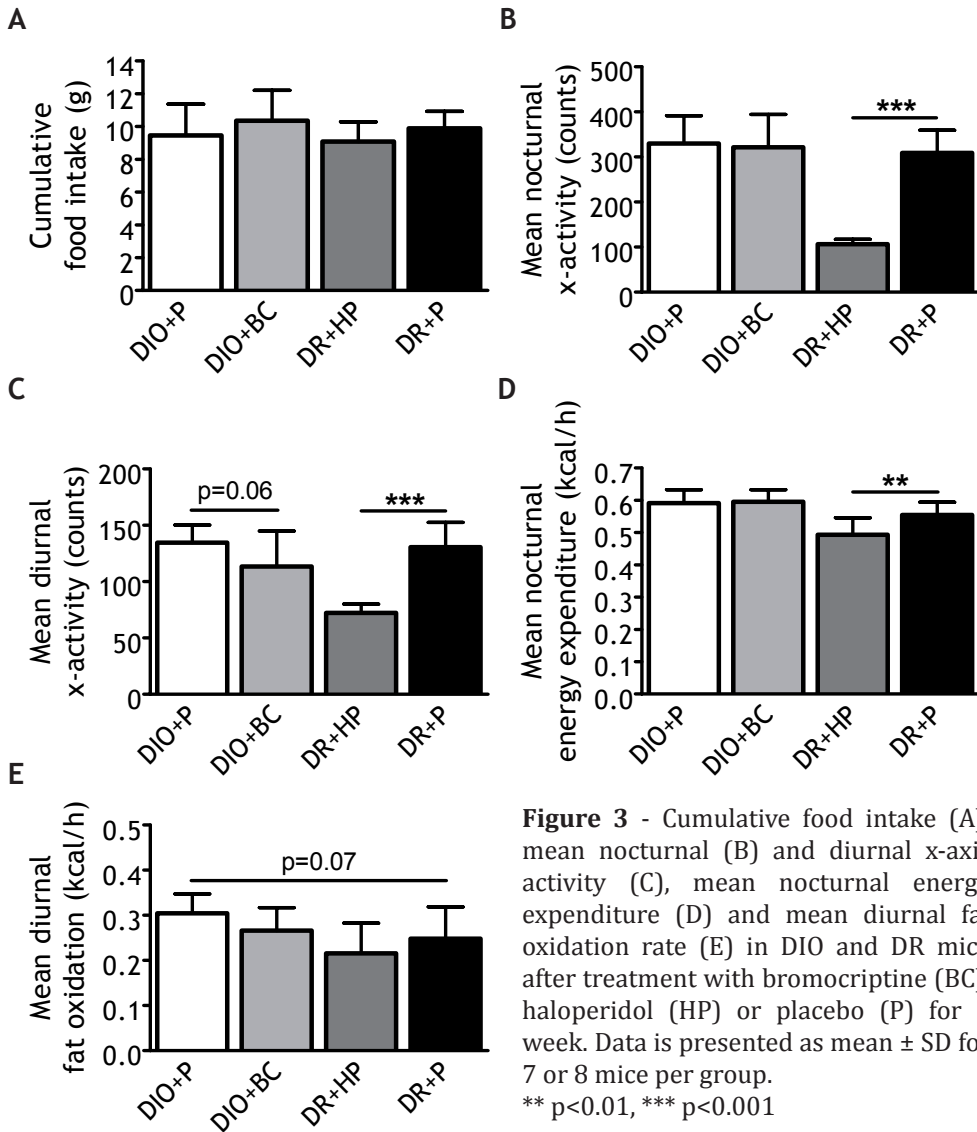 A
Cumulative
food intake (g)
14
12
10
8
6
4
2
0
DIO+P
DIO+BC
DR+HP
DR+P
B
Mean nocturnal
x-activity (counts)
500
400
300
200
100
0
***
DIO+P
DIO+BC
DR+HP
DR+P
C
Mean diurnal
x-activity (counts)
200
150
100
50
0
p=0.06
***
DIO+P
DIO+BC
DR+HP
DR+P
D
Mean nocturnal
energy expenditure (kcal/h)
0.7
0.6
0.5
0.4
0.3
0.2
0.1
0.0
**
DIO+P
DIO+BC
DR+HP
DR+P
E
Mean diurnal
fat oxidation (kcal/h)
0.5
0.4
0.3
0.2
0.1
0.0
p=0.07
DIO+P
DIO+BC
DR+HP
DR+P
Figure 3 - Cumulative food intake (A)
mean nocturnal (B) and diurnal x-axi
activity (C), mean nocturnal energ
expenditure (D) and mean diurnal fa
oxidation rate (E) in DIO and DR mic
after treatment with bromocriptine (BC)
haloperidol (HP) or placebo (P) for
week. Data is presented as mean ± SD fo
7 or 8 mice per group.
** p<0.01, *** p<0.001